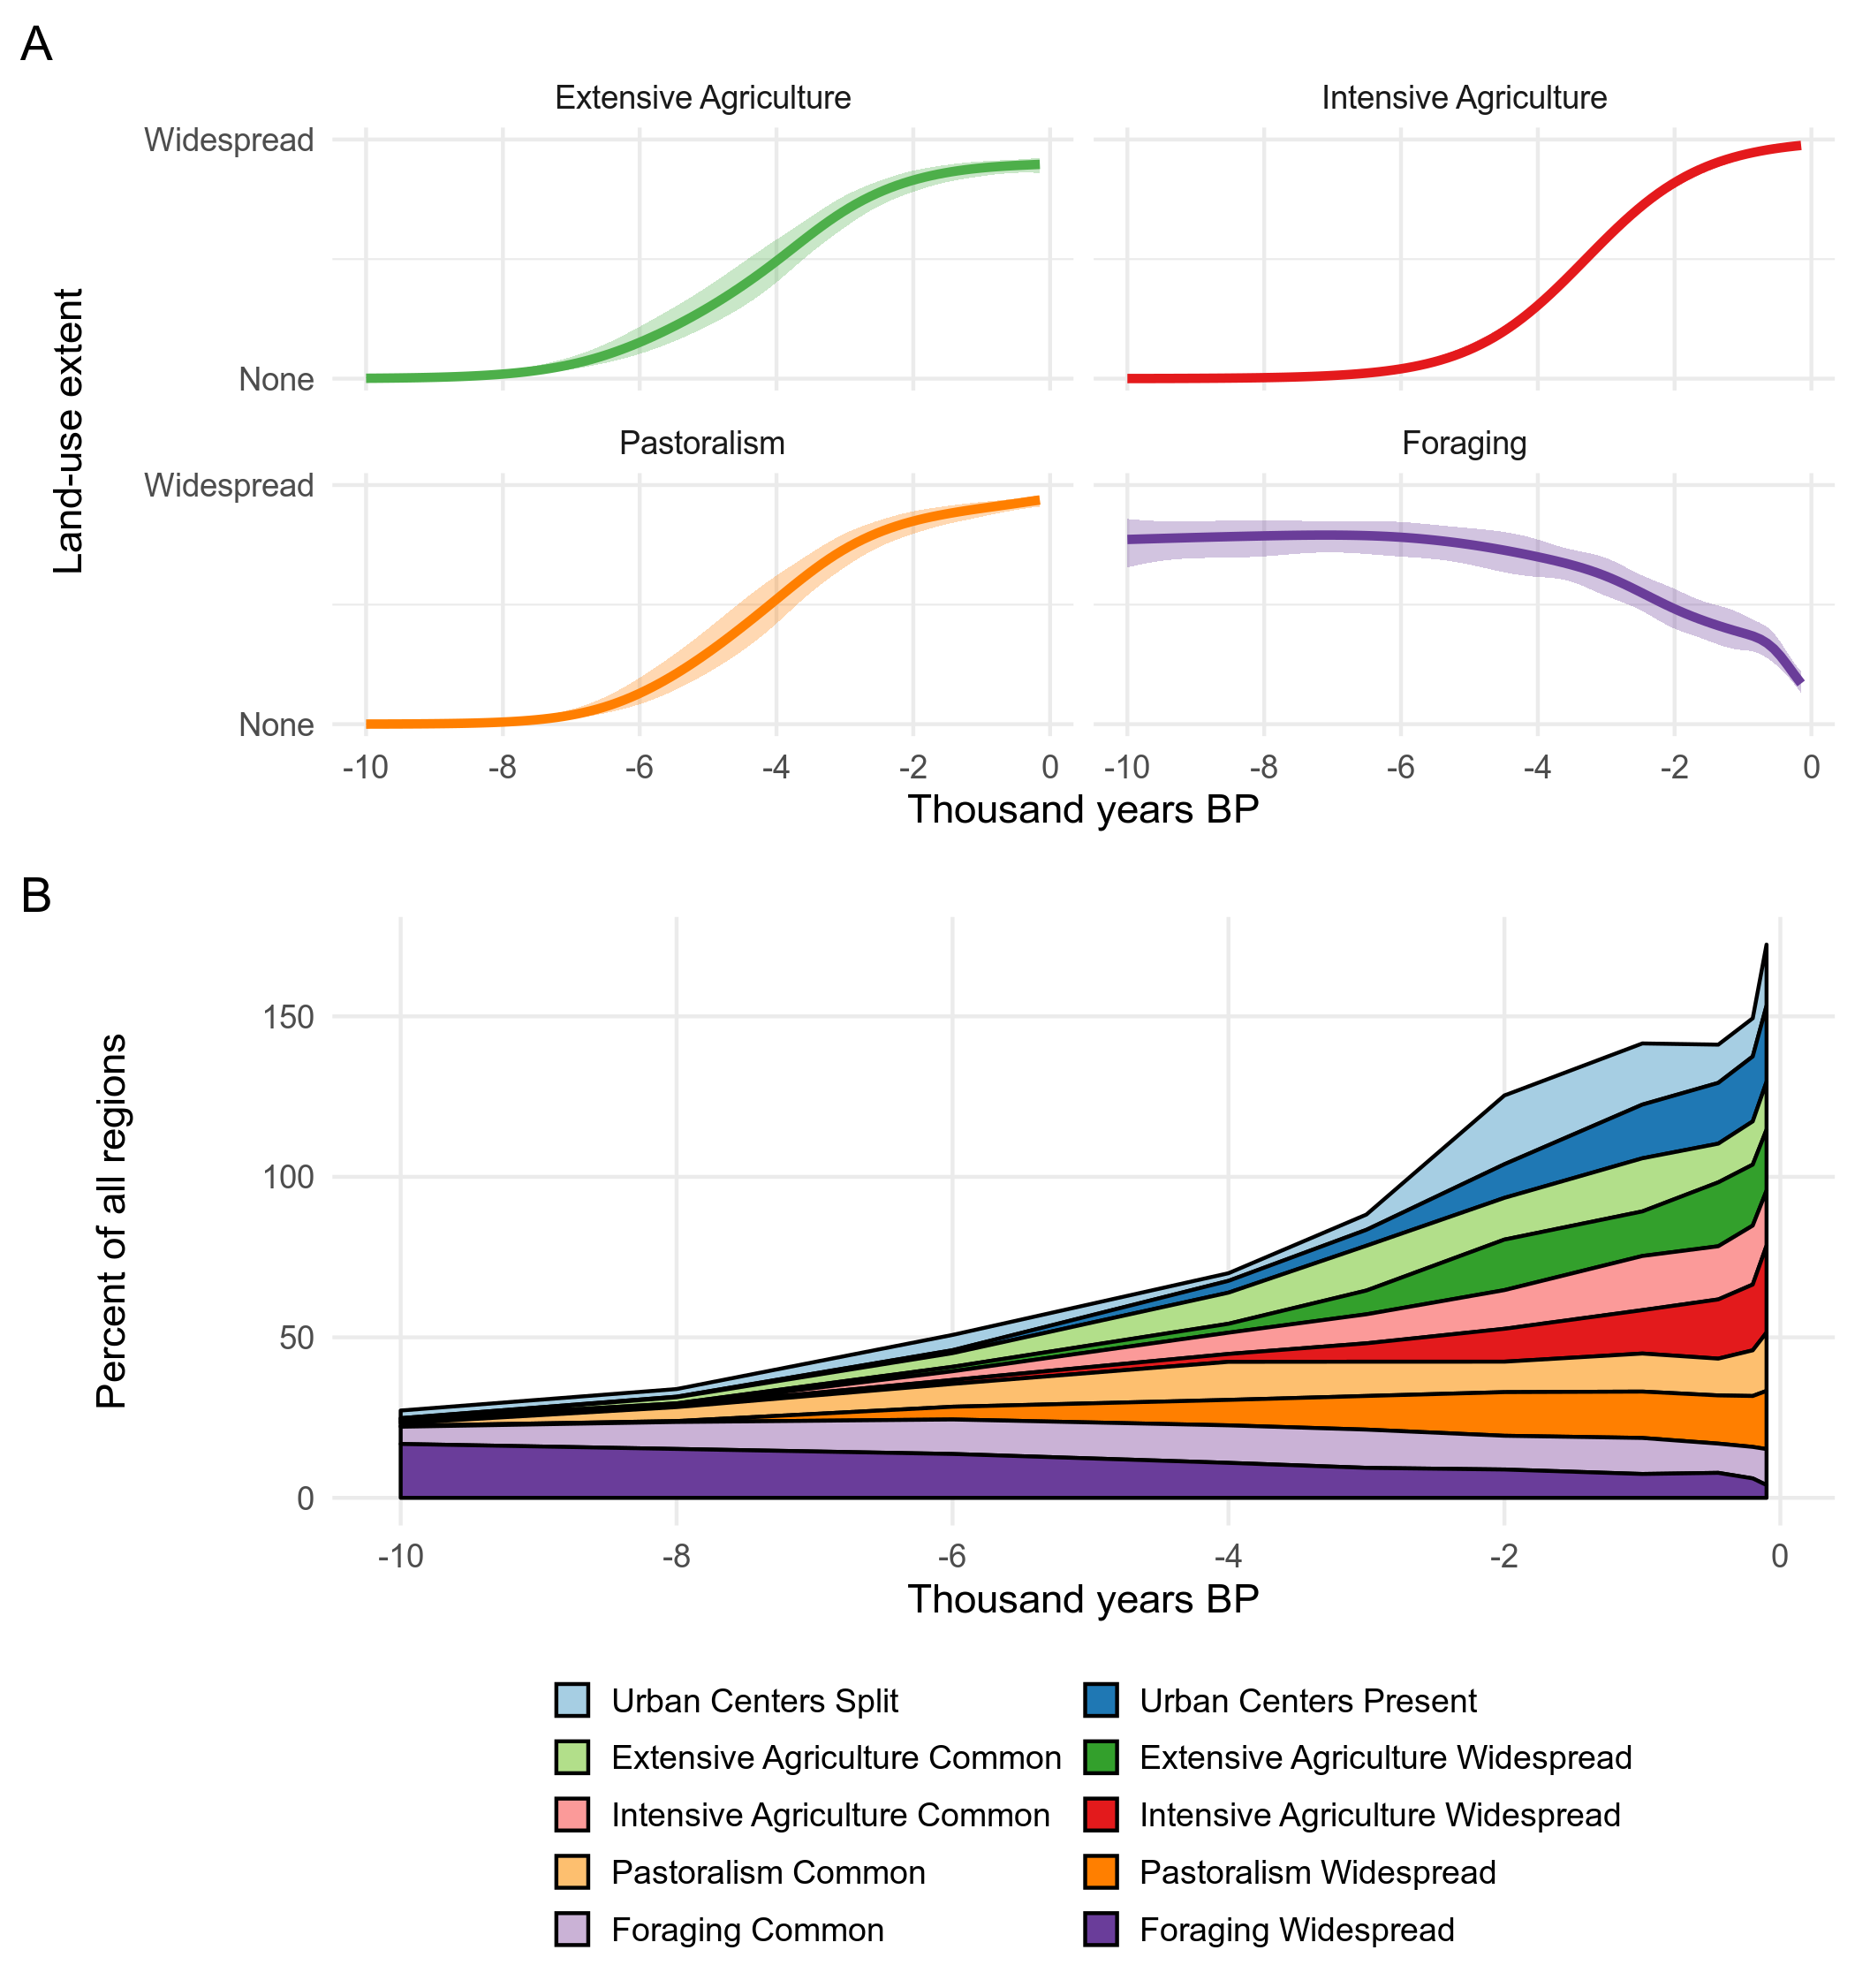 A
Extensive Agriculture
Intensive Agriculture
Widespread
None
Pastoralism
Foraging
Widespread
None
Land-use extent
-10 -8 -6 -4 -2 0 -10 -8 -6 -4 -2 0
Thousand years BP
B
150
100
50
0
Percent of all regions
-10 -8 -6 -4 -2 0
Thousand years BP
Urban Centers Split
Urban Centers Present
Extensive Agriculture Common
Extensive Agriculture Widespread
Intensive Agriculture Common
Intensive Agriculture Widespread
Pastoralism Common
Pastoralism Widespread
Foraging Common
Foraging Widespread